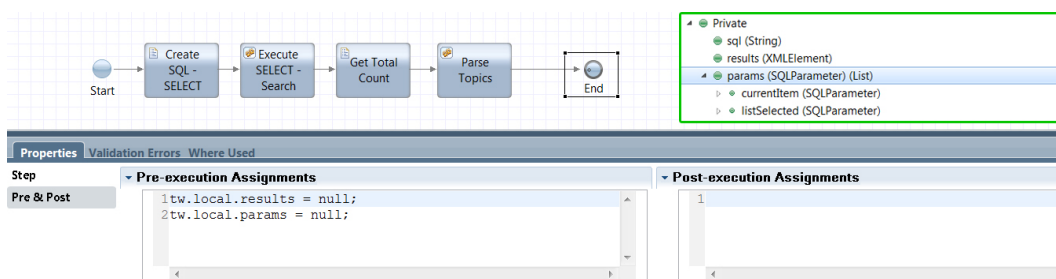 Start
Create
SQL -
SELECT
Execute
SELECT -
Search
Get Total
Count
Parse
Topics
End
Private
sql (String)
results (XMLElement)
params (SQLParameter) (List)
currentItem (SQLParameter)
listSelected (SQLParameter)
Properties Validation Errors Where Used
Step
Pre & Post
Pre-execution Assignments
1tw.local.results = null;
2tw.local.params = null;
Post-execution Assignments
1